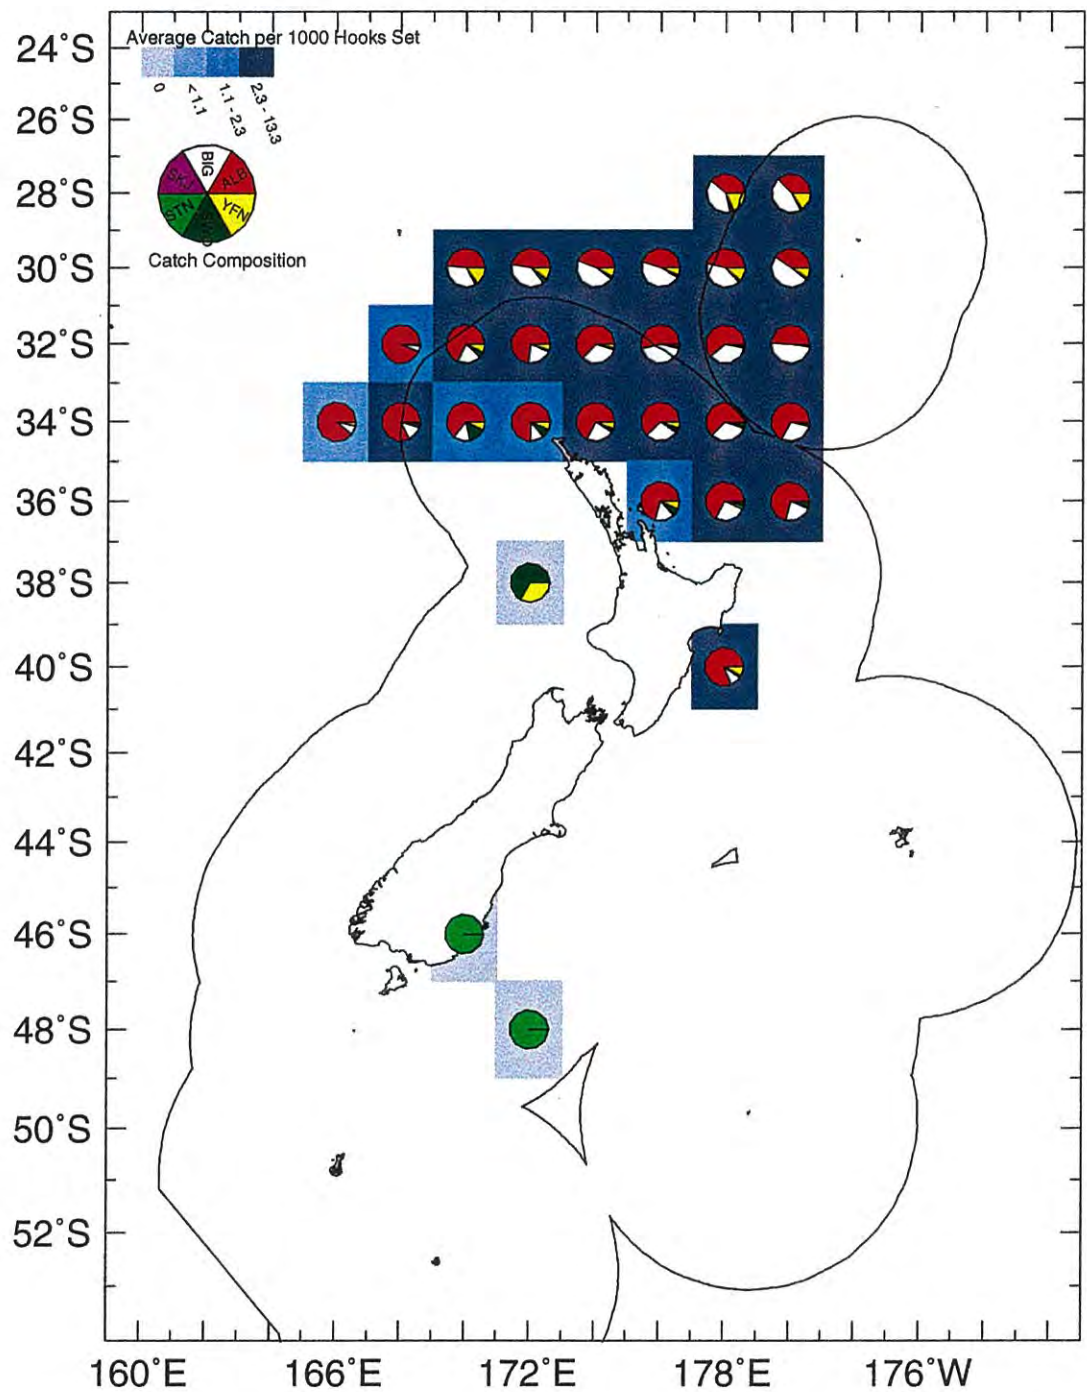 Average Catch per 1000 Hooks Set
0
<1.1
1.1 - 2.3
2.3 - 13.3
BIG
ALB
YFN
STN
SKJ
Catch Composition
24˚S
26˚S
28˚S
30˚S
32˚S
34˚S
36˚S
38˚S
40˚S
42˚S
44˚S
46˚S
48˚S
50˚S
52˚S
160˚E
166˚E
172˚E
178˚E
176˚W